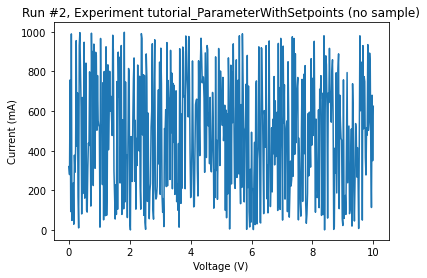 Run #2, Experiment tutorial_ParameterWithSetpoints (no sample)
1000
800
600
400
200
0
Current (mA)
0 2 4 6 8 10
Voltage (V)